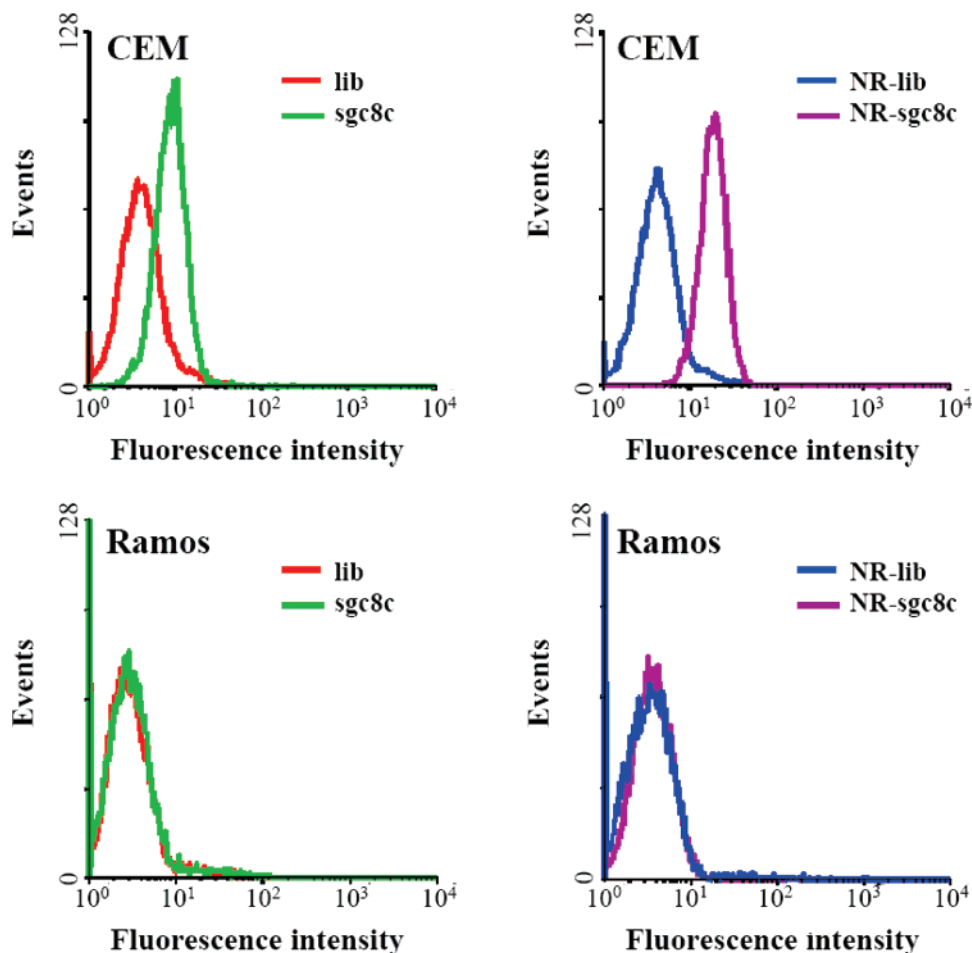 128
CEM
lib
sgc8c
Events
0
10⁰ 10¹ 10² 10³ 10⁴
Fluorescence intensity
128
CEM
NR-lib
NR-sgc8c
Events
0
10⁰ 10¹ 10² 10³ 10⁴
Fluorescence intensity
128
Ramos
lib
sgc8c
Events
0
10⁰ 10¹ 10² 10³ 10⁴
Fluorescence intensity
128
Ramos
NR-lib
NR-sgc8c
Events
0
10⁰ 10¹ 10² 10³ 10⁴
Fluorescence intensity